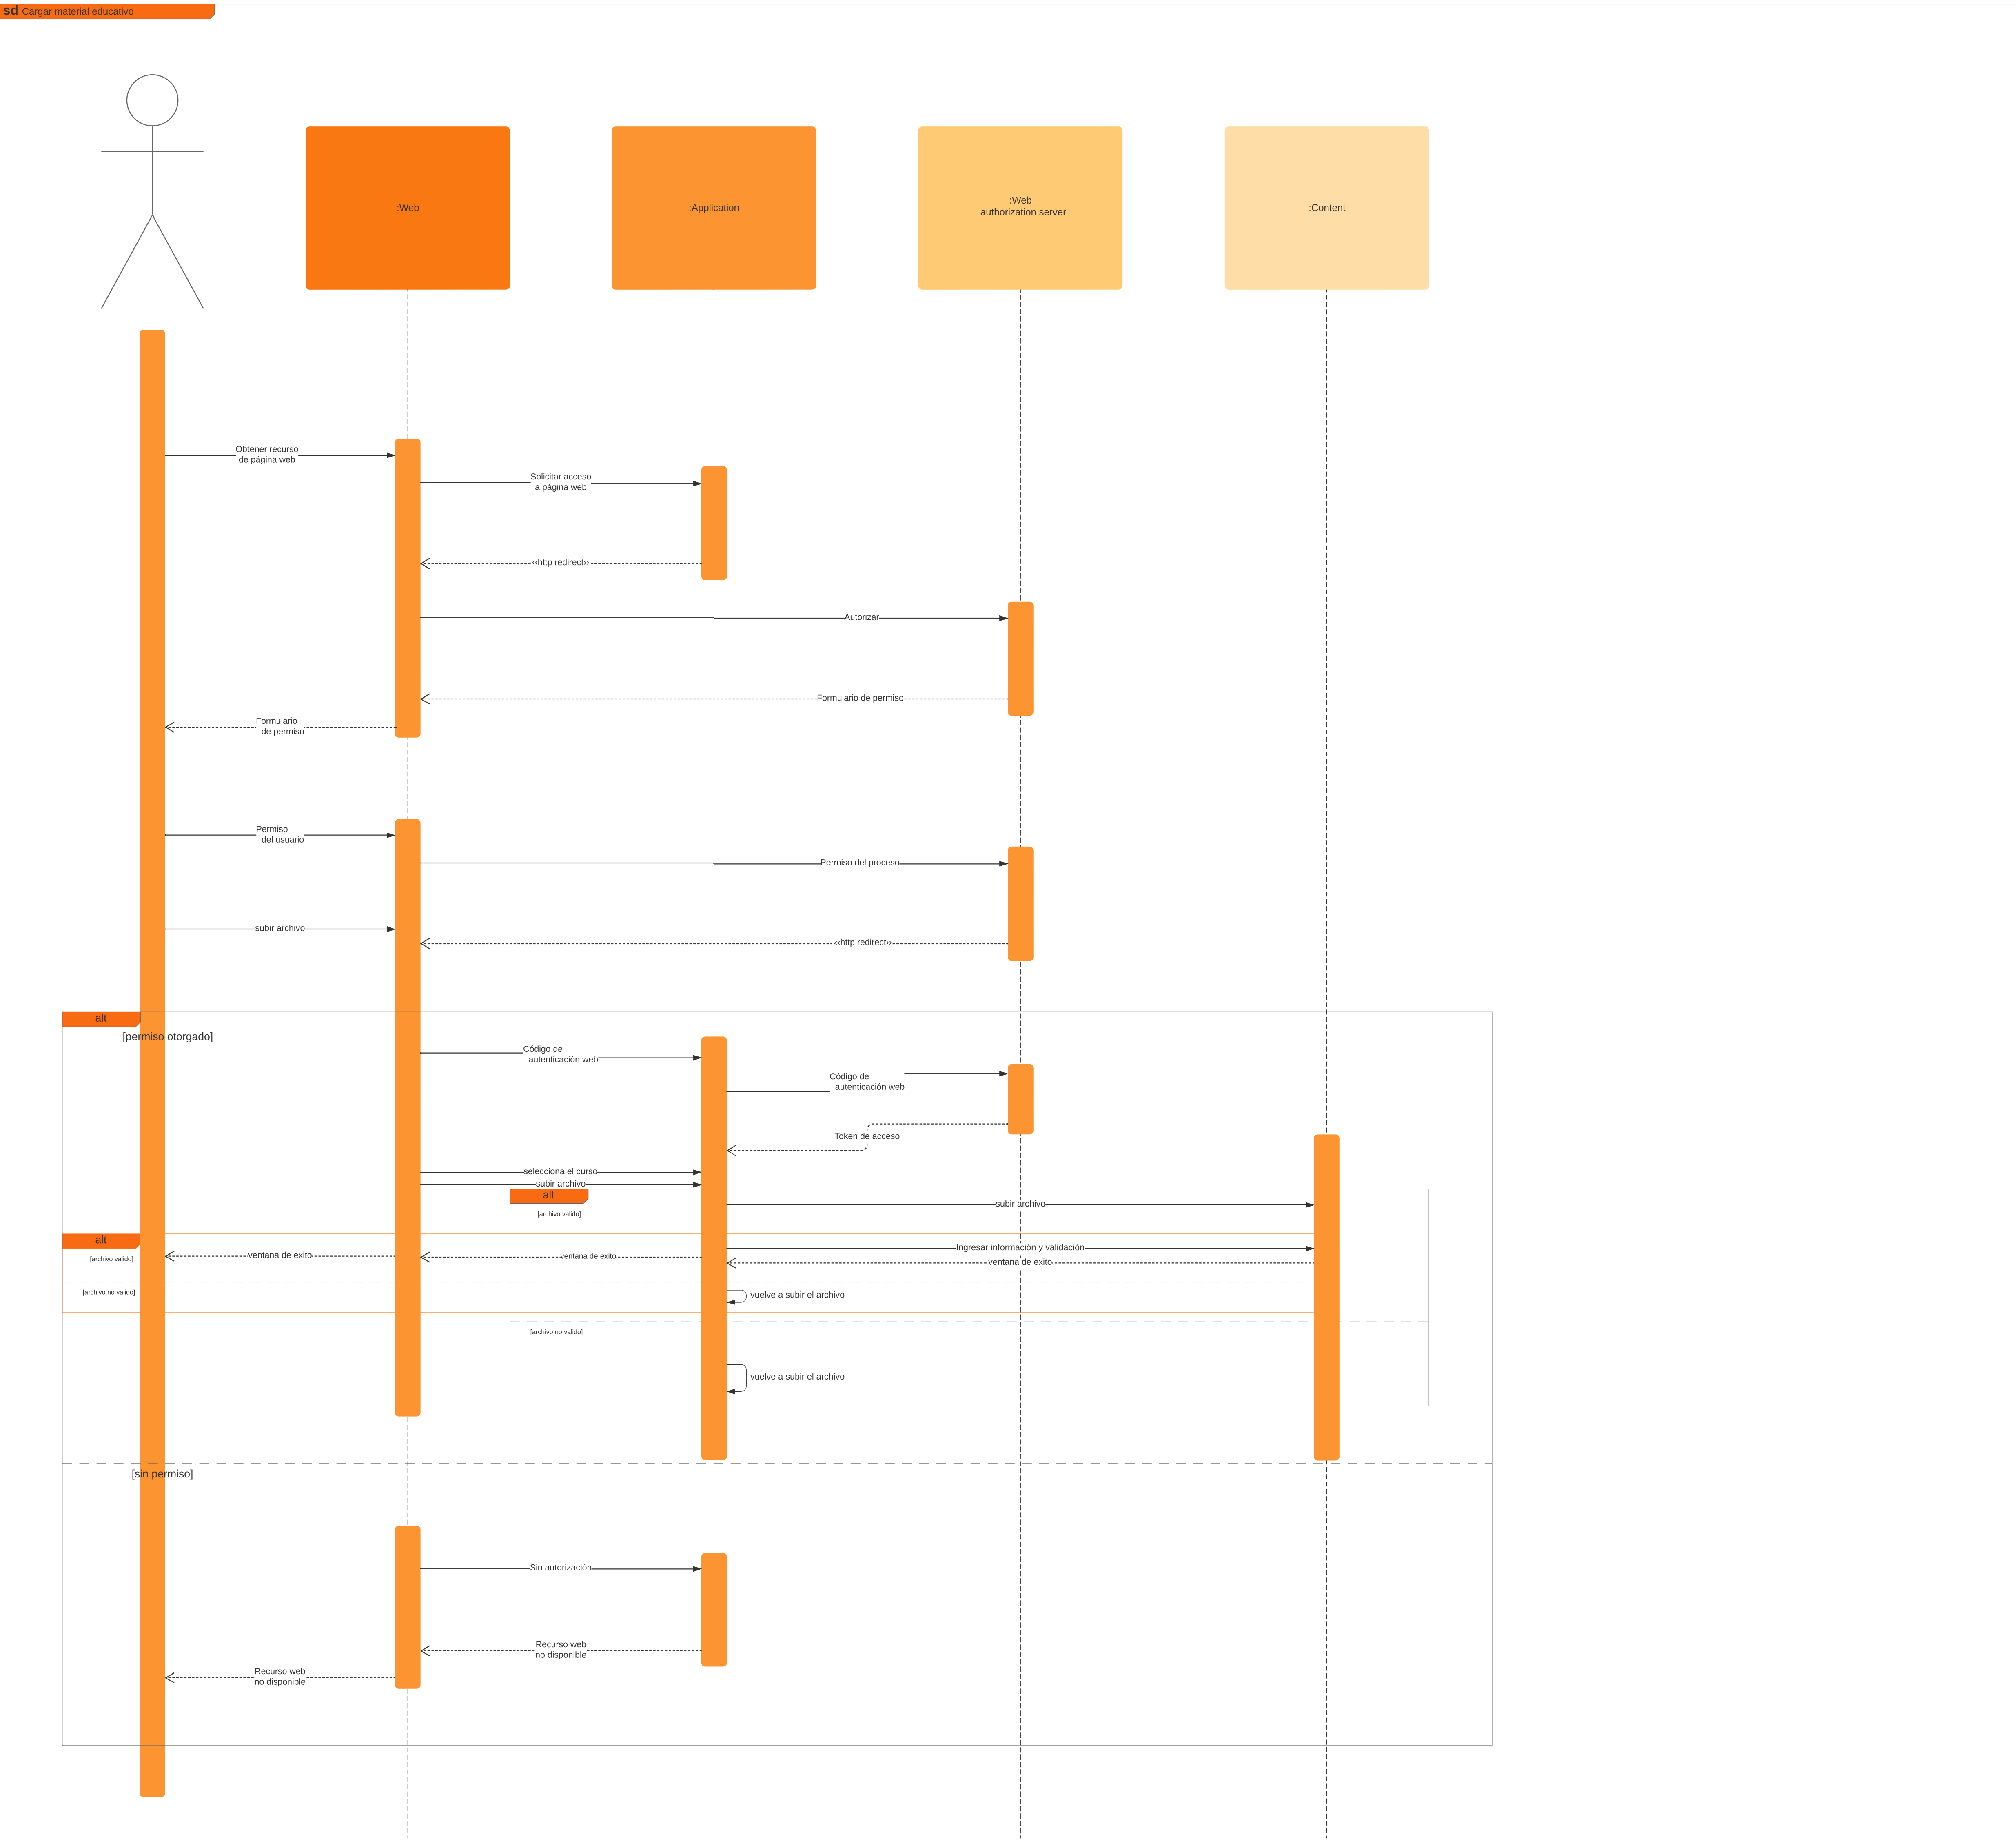 sd Cargar material educativo
:Web
:Application
:Web
authorization server
:Content
Obtener recurso
de página web
Solicitar acceso
a página web
‹‹http redirect››
Autorizar
Formulario de permiso
Formulario
de permiso
Permiso
del usuario
Permiso del proceso
subir archivo
‹‹http redirect››
alt
[permiso otorgado]
Código de
autenticación web
Código de
autenticación web
Token de acceso
selecciona el curso
subir archivo
alt
subir archivo
[archivo valido]
alt
Ingresar información y validación
ventana de exito
ventana de exito
[archivo valido]
ventana de exito
[archivo no valido]
vuelve a subir el archivo
[archivo no valido]
vuelve a subir el archivo
[sin permiso]
Sin autorización
Recurso web
no disponible
Recurso web
no disponible